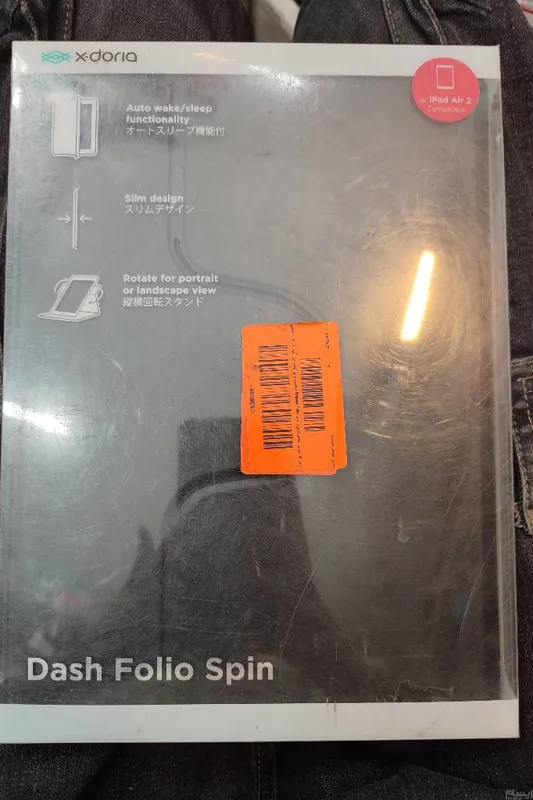 x-doria
iPad Air 2
Compatible
Auto wake/sleep
functionality
オートスリープ機能付
Slim design
スリムデザイン
Rotate for portrait
or landscape view
縦横回転スタンド
Dash Folio Spin
ایسام